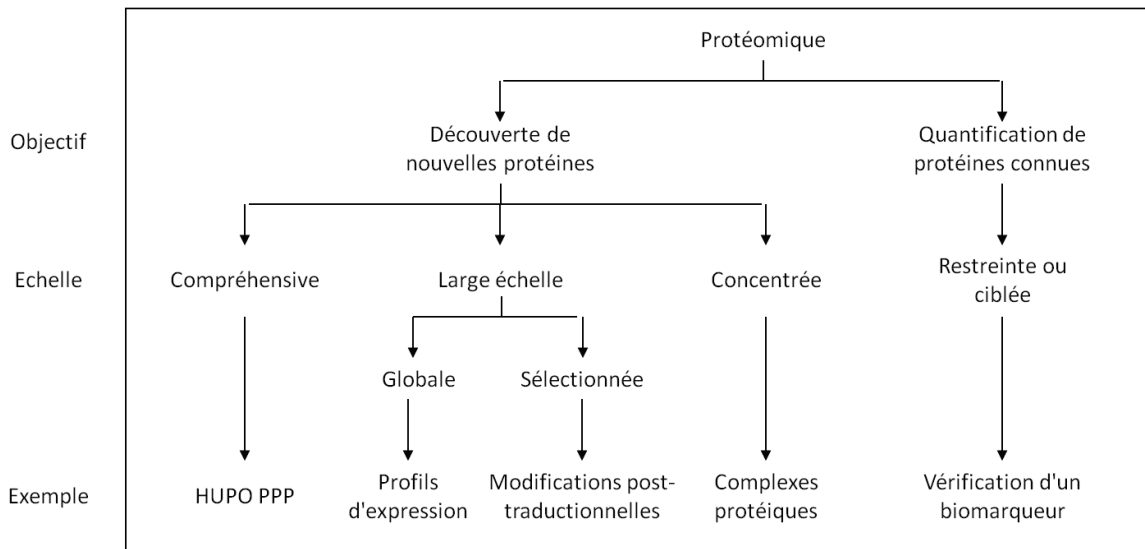 Protéomique
Objectif
Découverte de
nouvelles protéines
Quantification de
protéines connues
Echelle
Compréhensive
Large échelle
Concentrée
Restreinte ou
ciblée
Globale
Sélectionnée
Exemple
HUPO PPP
Profils
d'expression
Modifications post-
traductionnelles
Complexes
protéiques
Vérification d'un
biomarqueur